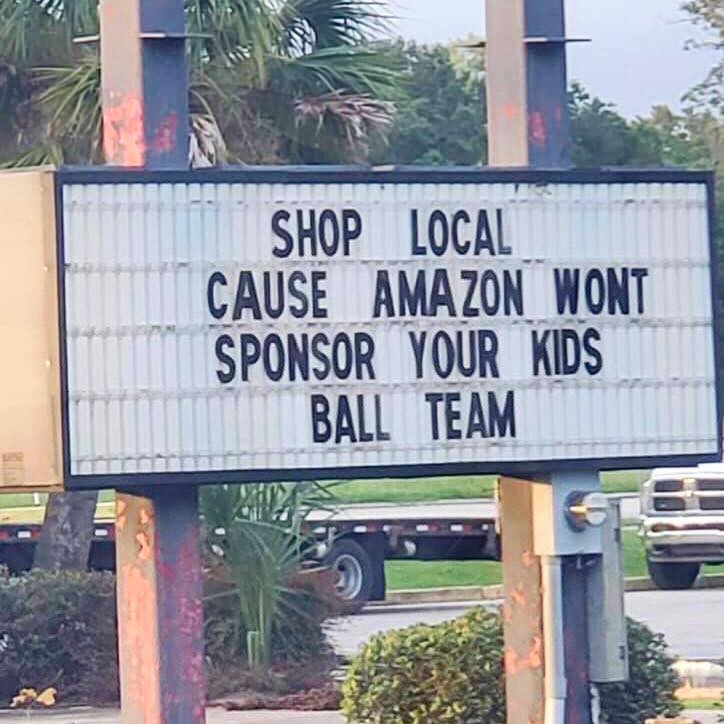 SHOP LOCAL
CAUSE AMAZON WONT
SPONSOR YOUR KIDS
BALL TEAM